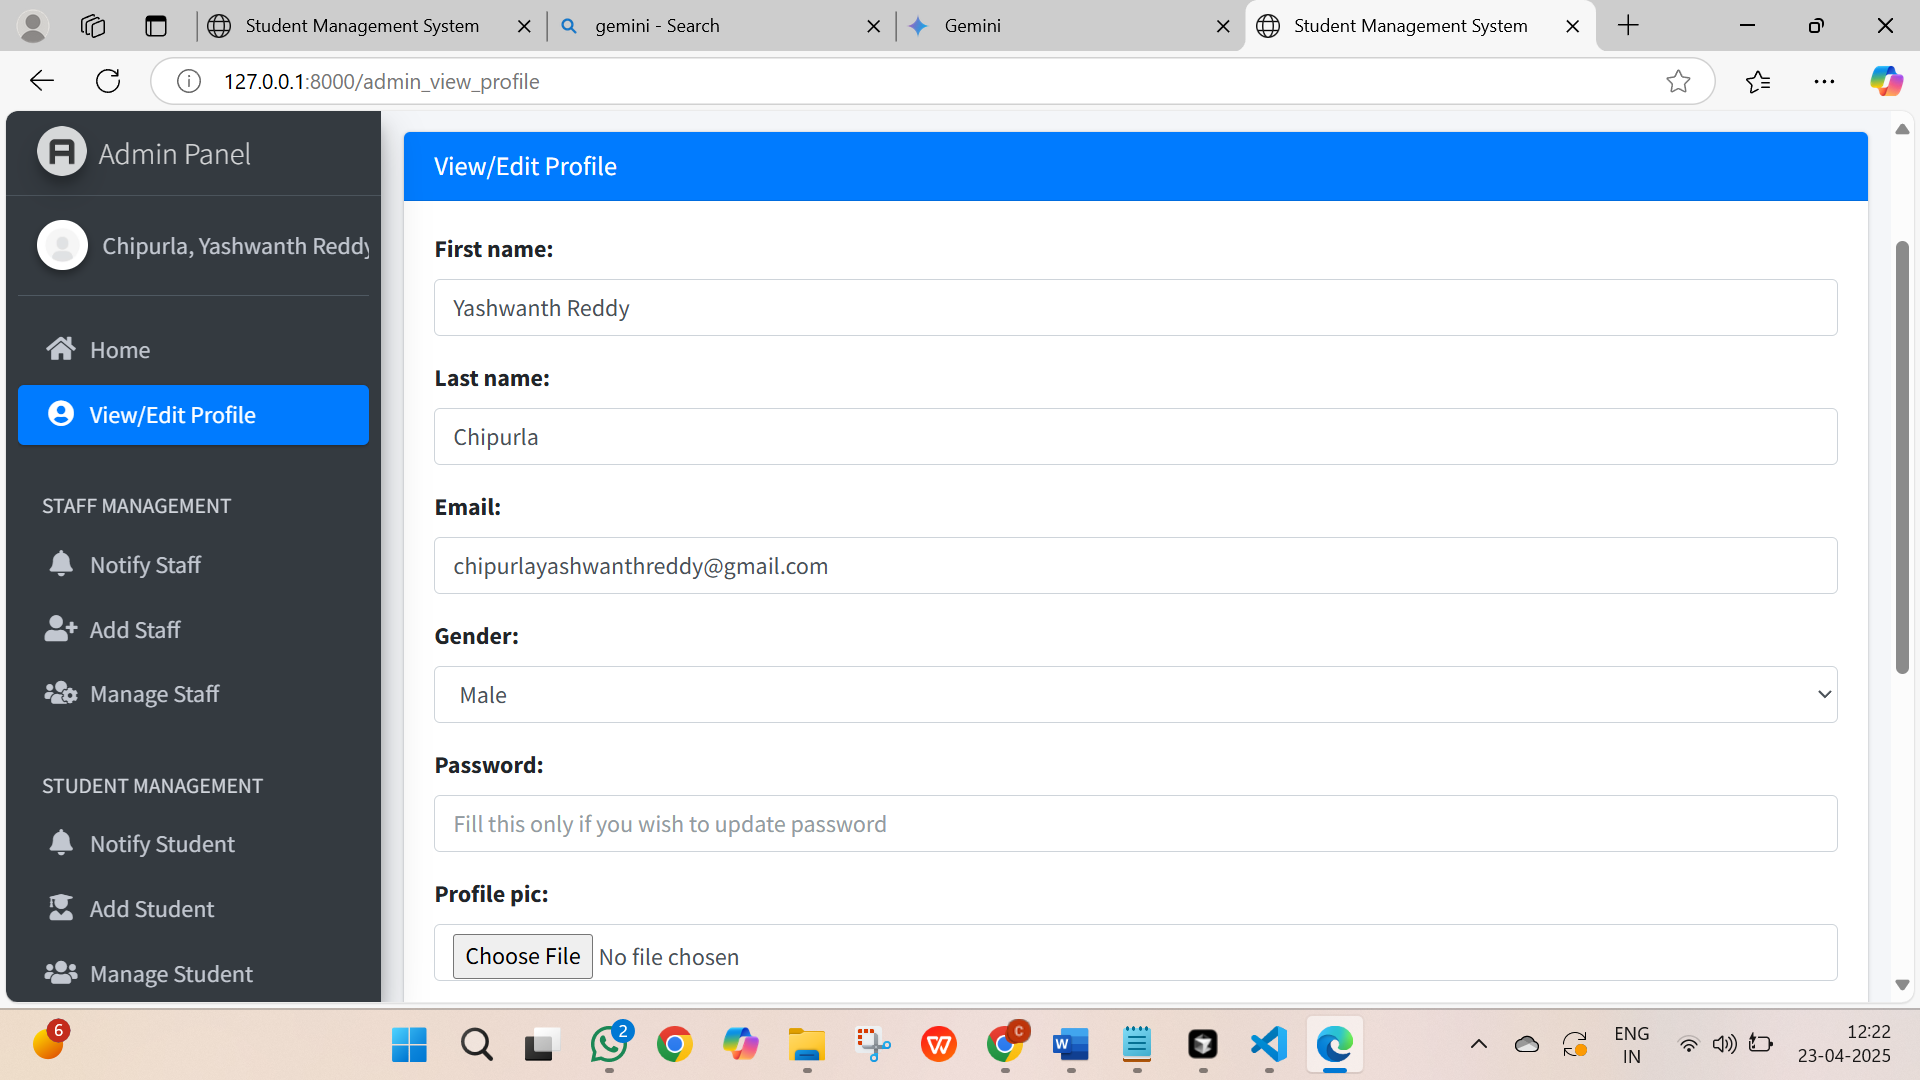 Student Management System
gemini - Search
Gemini
Student Management System
127.0.0.1:8000/admin_view_profile
Admin Panel
Chipurla, Yashwanth Reddy
Home
View/Edit Profile
STAFF MANAGEMENT
Notify Staff
Add Staff
Manage Staff
STUDENT MANAGEMENT
Notify Student
Add Student
Manage Student
View/Edit Profile
First name:
Yashwanth Reddy
Last name:
Chipurla
Email:
chipurlayashwanthreddy@gmail.com
Gender:
Male
Password:
Fill this only if you wish to update password
Profile pic:
Choose File No file chosen
6
2
C
W
ENG
IN
12:22
23-04-2025